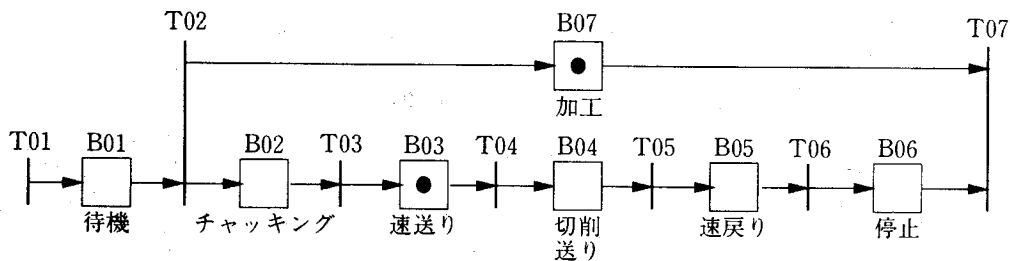 T02
B07
T07
加工
T01
B01
B02
T03
B03
T04
B04
T05
B05
T06
B06
待機
チャッキング
速送り
切削
送り
速戻り
停止